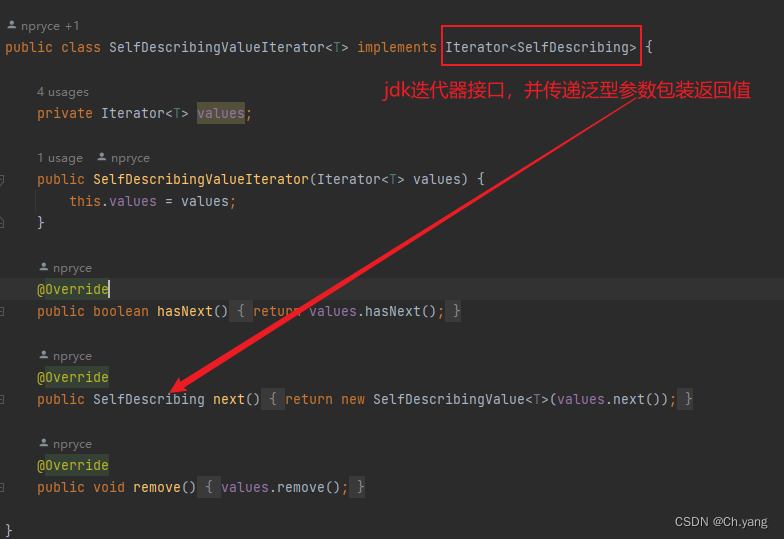 npryce +1
public class SelfDescribingValueIterator<T> implements Iterator<SelfDescribing> {
jdk迭代器接口，并传递泛型参数包装返回值
4 usages
private Iterator<T> values;
1 usage npryce
public SelfDescribingValueIterator(Iterator<T> values) {
this.values = values;
}
npryce
@Override
public boolean hasNext() { return values.hasNext(); }
npryce
@Override
public SelfDescribing next() { return new SelfDescribingValue<T>(values.next()); }
npryce
@Override
public void remove() { values.remove(); }
}
CSDN @Ch.yang